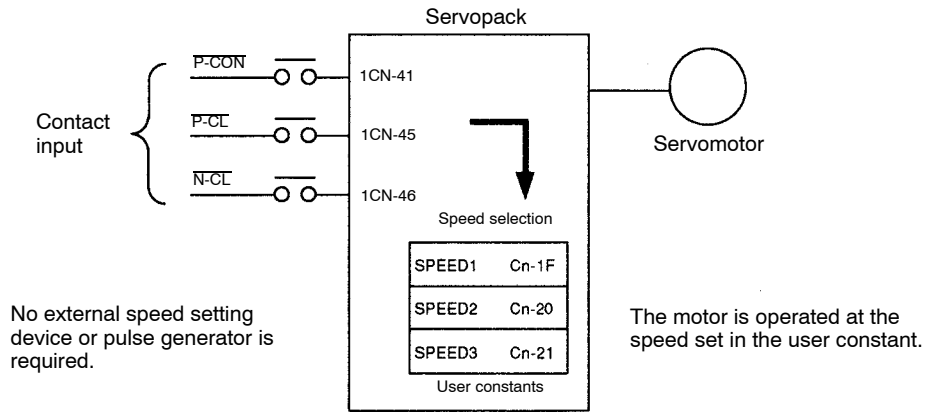 Servopack
P-CON
1CN-41
P-CL
1CN-45
N-CL
1CN-46
Contact
input
Servomotor
Speed selection
SPEED1 Cn-1F
SPEED2 Cn-20
SPEED3 Cn-21
User constants
No external speed setting
device or pulse generator is
required.
The motor is operated at the
speed set in the user constant.